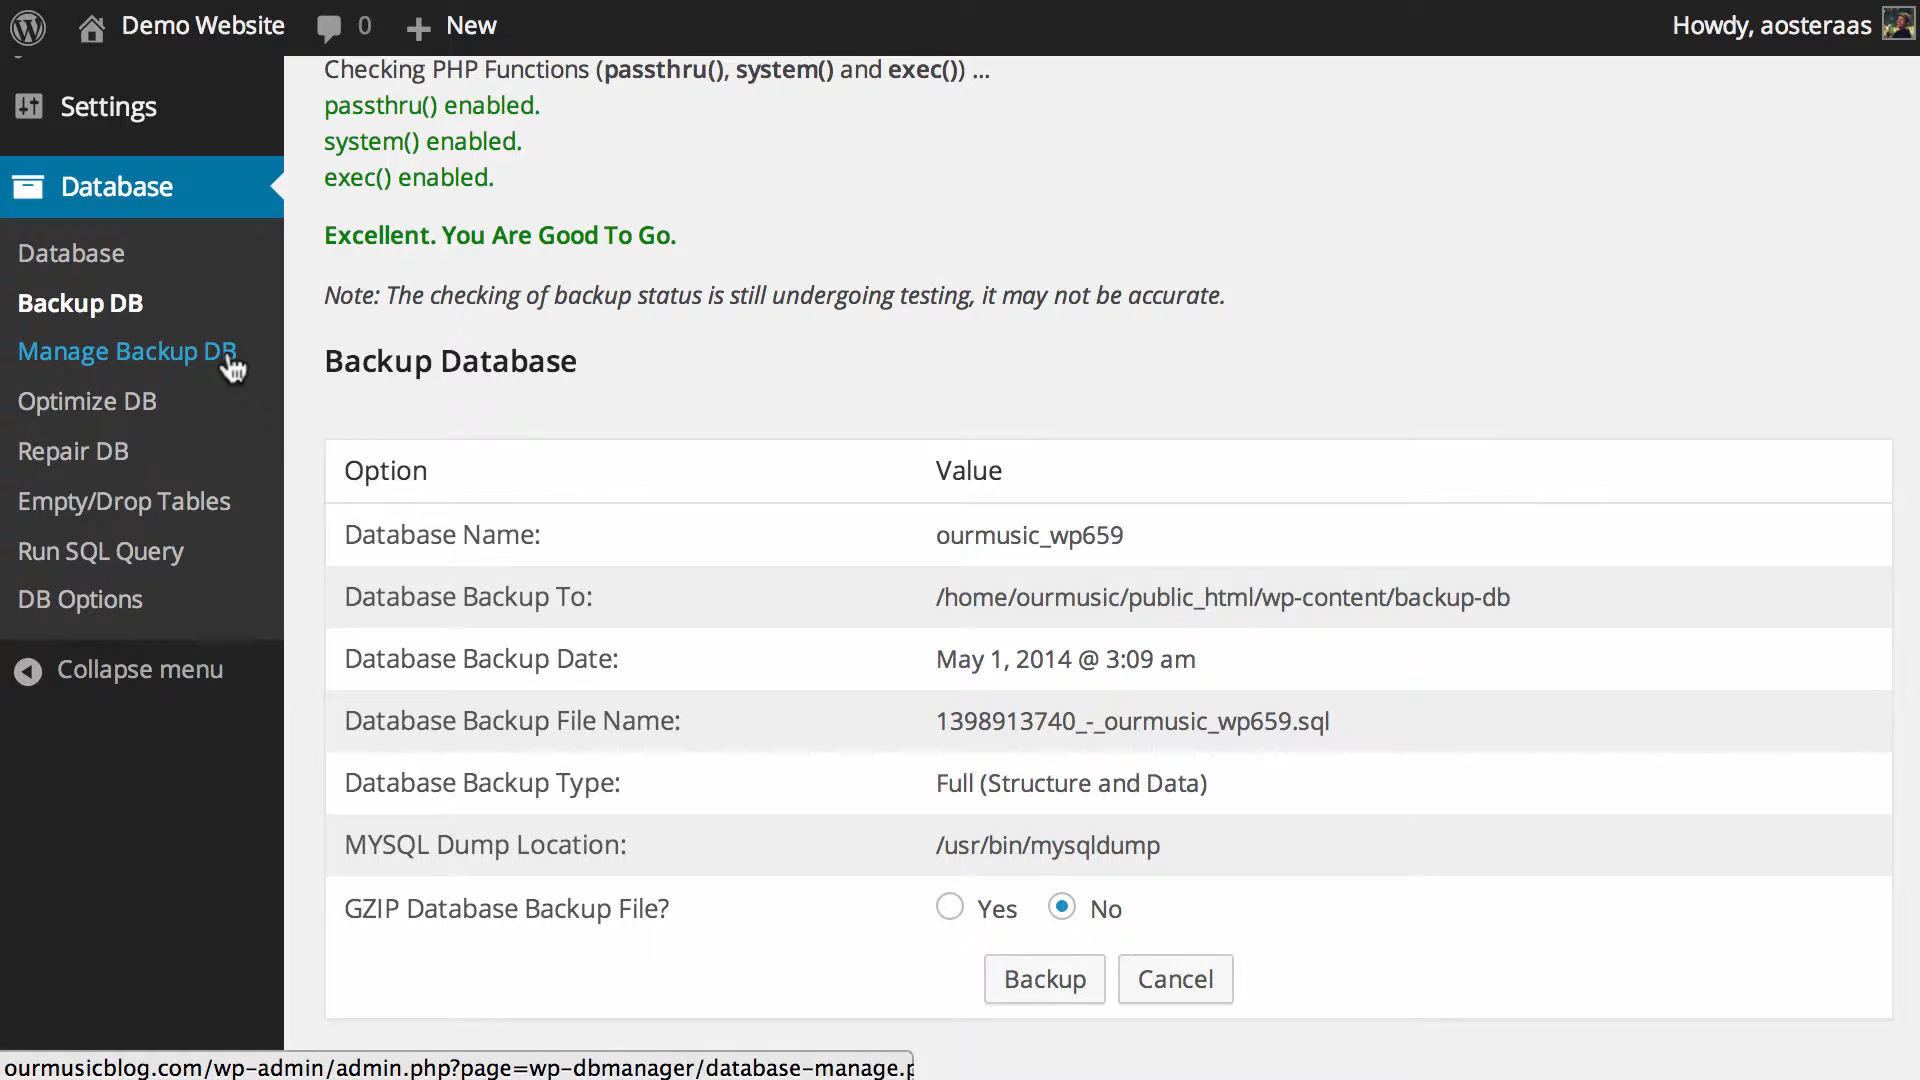 Demo Website 0 New Howdy, aosteraas
Settings
Database
Database
Backup DB
Manage Backup DB
Optimize DB
Repair DB
Empty/Drop Tables
Run SQL Query
DB Options
Collapse menu
Checking PHP Functions (passthru(), system() and exec()) ...
passthru() enabled.
system() enabled.
exec() enabled.
Excellent. You Are Good To Go.
Note: The checking of backup status is still undergoing testing, it may not be accurate.
Backup Database
Option Value
Database Name: ourmusic_wp659
Database Backup To: /home/ourmusic/public_html/wp-content/backup-db
Database Backup Date: May 1, 2014 @ 3:09 am
Database Backup File Name: 1398913740_-_ourmusic_wp659.sql
Database Backup Type: Full (Structure and Data)
MYSQL Dump Location: /usr/bin/mysqldump
GZIP Database Backup File? Yes No
Backup Cancel
ourmusicblog.com/wp-admin/admin.php?page=wp-dbmanager/database-manage.p